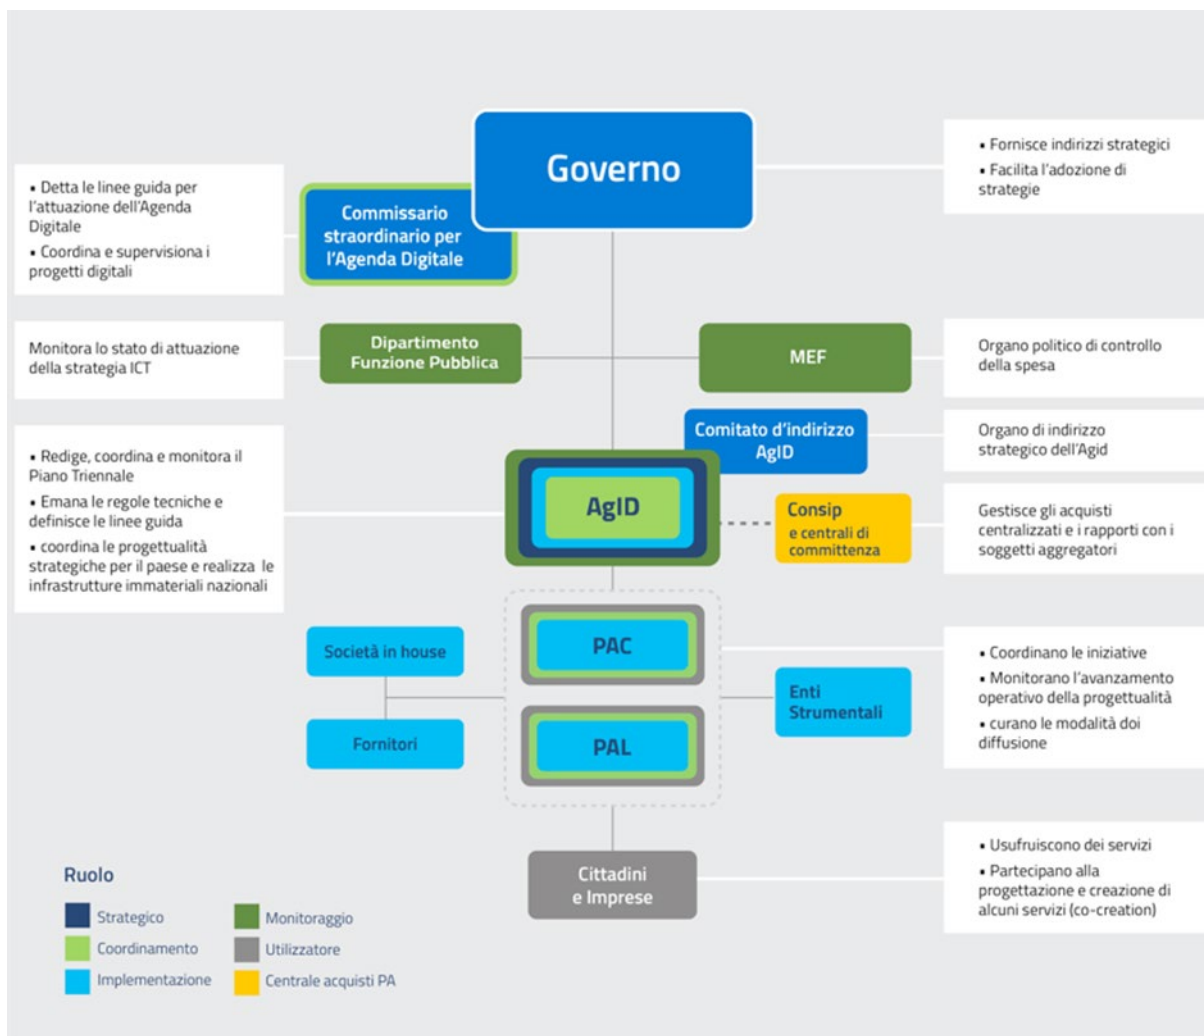 Governo
▪ Fornisce indirizzi strategici
▪ Facilita l'adozione di
strategie
▪ Detta le linee guida per
l'attuazione dell'Agenda
Digitale
▪ Coordina e supervisiona i
progetti digitali
Commissario
straordinario per
l'Agenda Digitale
Monitora lo stato di attuazione
della strategia ICT
Dipartimento
Funzione Pubblica
MEF
Organo politico di controllo
della spesa
Comitato d'indirizzo
AgID
Organo di indirizzo
strategico dell'Agid
▪ Redige, coordina e monitora il
Piano Triennale
▪ Emana le regole tecniche e
definisce le linee guida
▪ coordina le progettualità
strategiche per il paese e realizza le
infrastrutture immateriali nazionali
AgID
Consip
e centrali di
committenza
Gestisce gli acquisti
centralizzati e i rapporti con i
soggetti aggregatori
Società in house
Fornitori
PAC
PAL
Enti
Strumentali
▪ Coordinano le iniziative
▪ Monitorano l'avanzamento
operativo della progettualità
▪ curano le modalità doi
diffusione
Cittadini
e Imprese
▪ Usufruiscono dei servizi
▪ Partecipano alla
progettazione e creazione di
alcuni servizi (co-creation)
Ruolo
Strategico
Coordinamento
Implementazione
Monitoraggio
Utilizzatore
Centrale acquisti PA